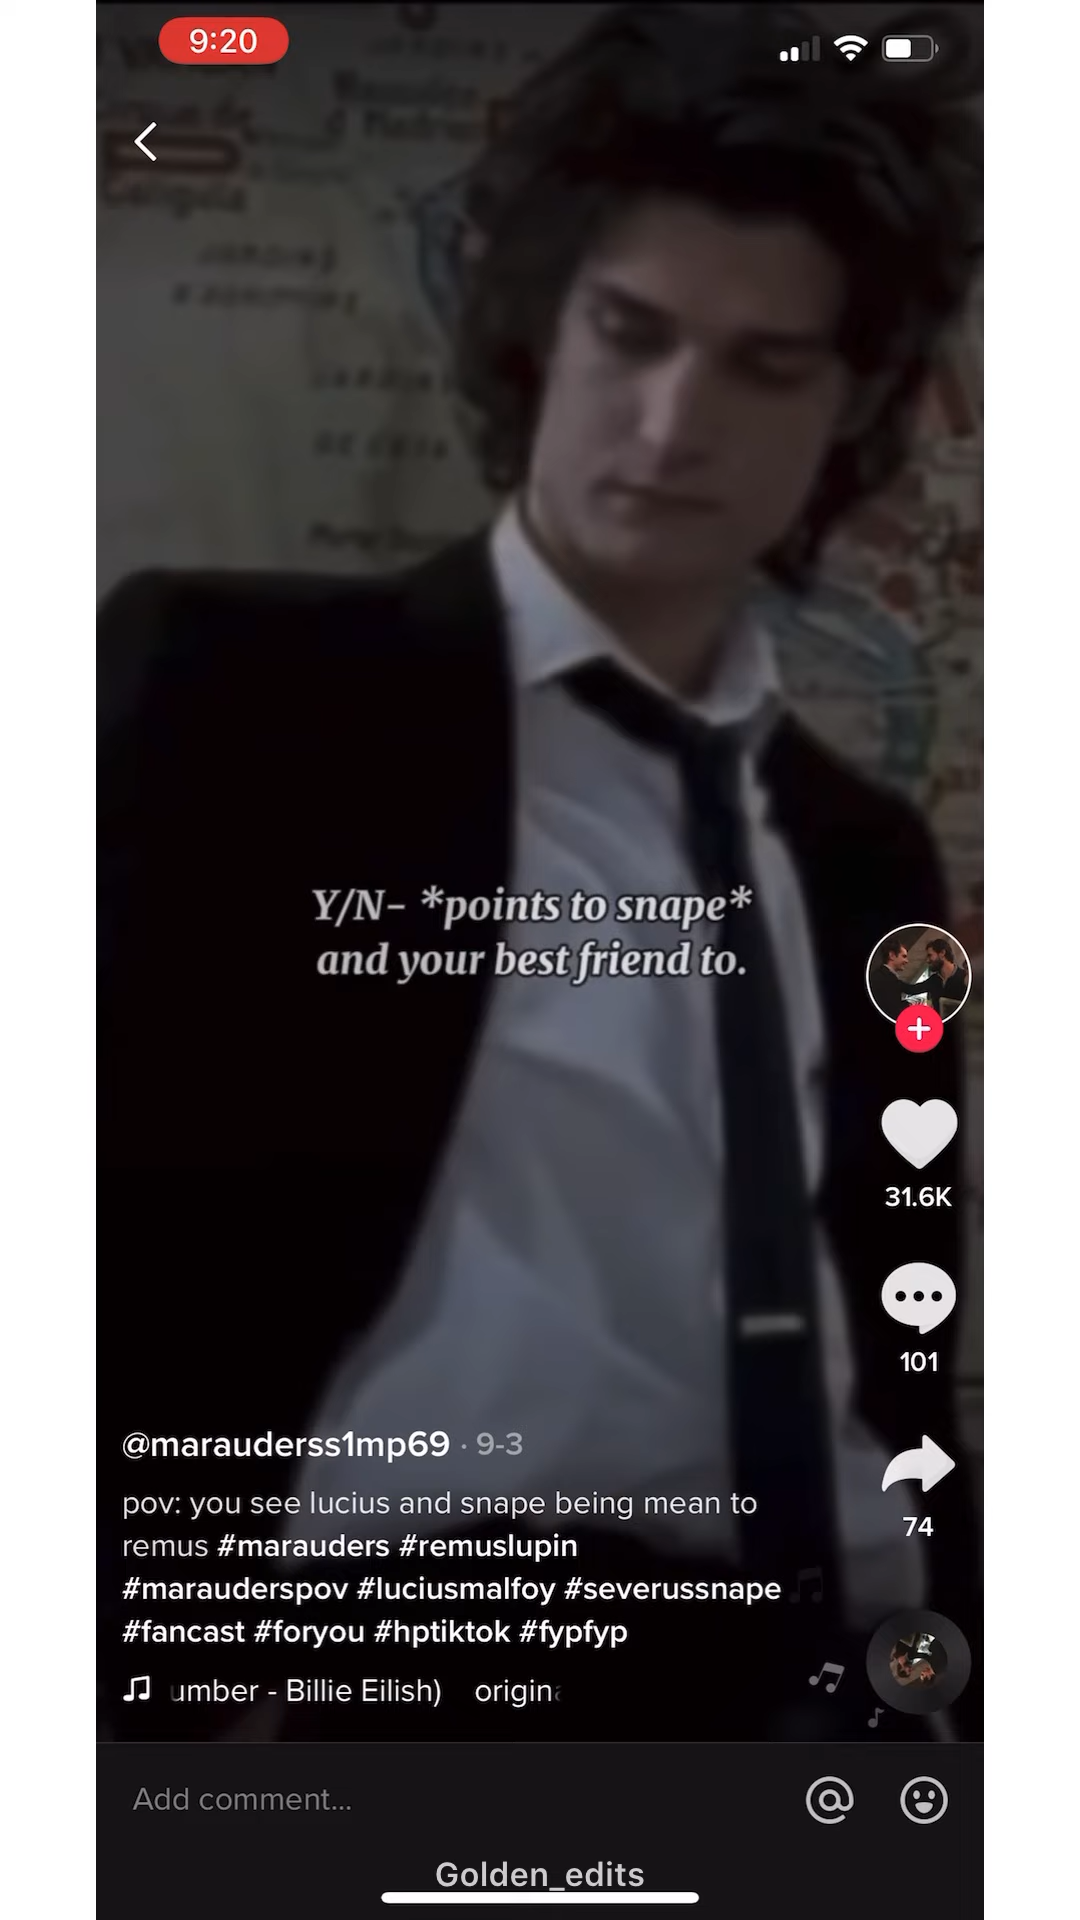 9:20
Y/N- *points to snape*
and your best friend to.
31.6K
101
74
@marauderss1mp69 · 9-3
pov: you see lucius and snape being mean to
remus #marauders #remuslupin
#marauderspov #luciusmalfoy #severussnape
#fancast #foryou #hptiktok #fypfyp
umber - Billie Eilish) origina
Add comment...
Golden_edits